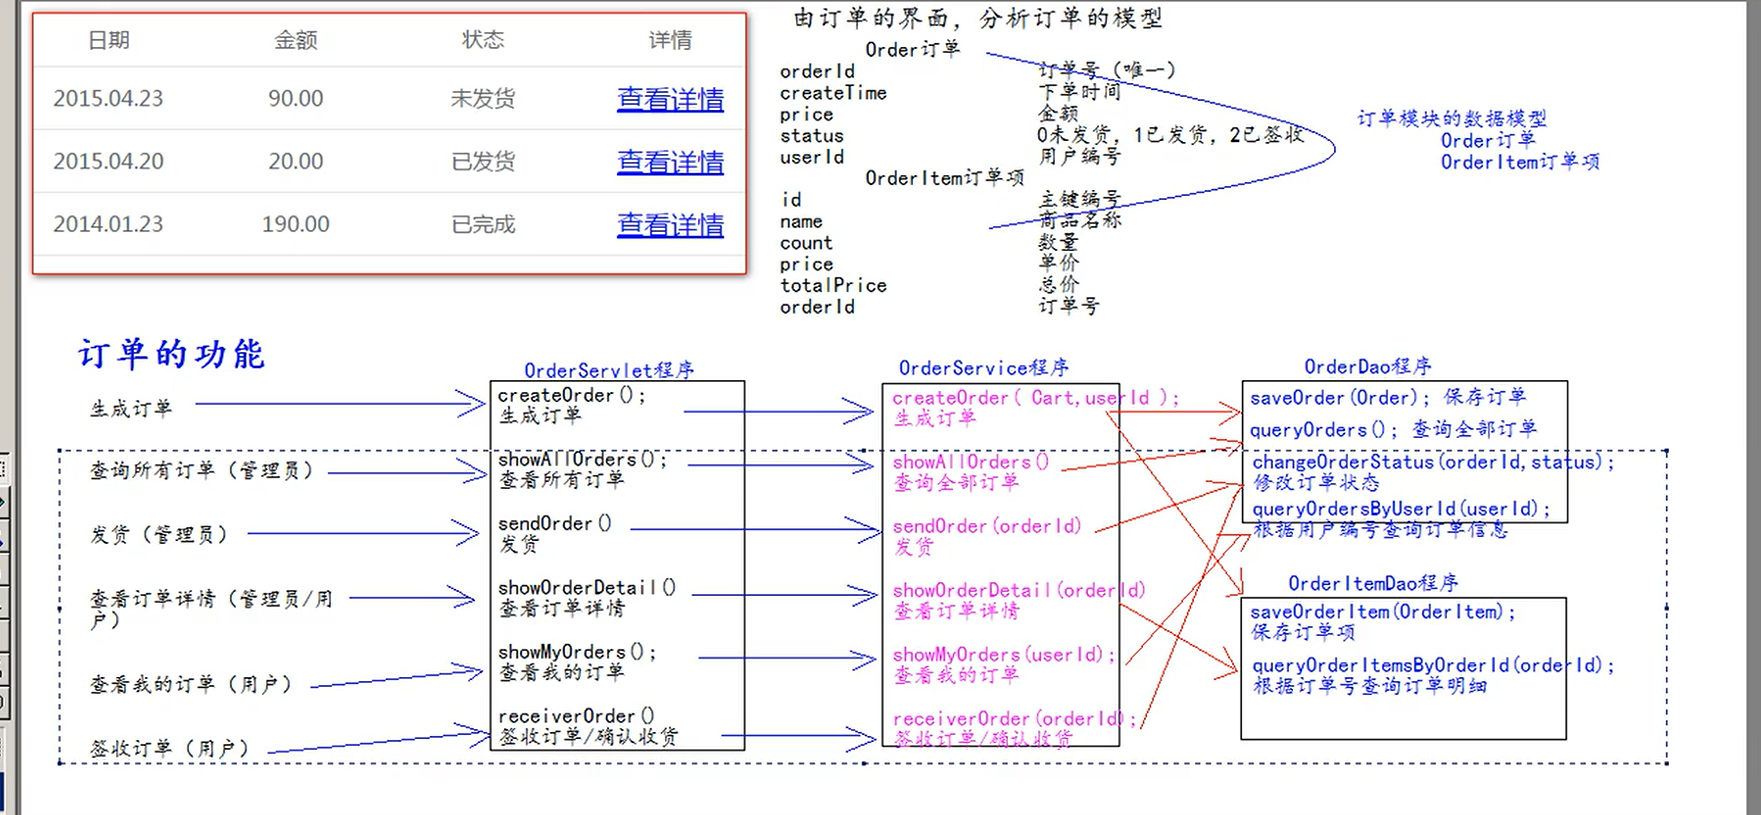 日期 金额 状态 详情
2015.04.23 90.00 未发货 查看详情
2015.04.20 20.00 已发货 查看详情
2014.01.23 190.00 已完成 查看详情
由订单的界面，分析订单的模型
Order订单
orderId 订单号（唯一）
createTime 下单时间
price 金额
status 0未发货，1已发货，2已签收
userId 用户编号
OrderItem订单项
id 主键编号
name 商品名称
count 数量
price 单价
totalPrice 总价
orderId 订单号
订单模块的数据模型
Order订单
OrderItem订单项
订单的功能
生成订单
查询所有订单（管理员）
发货（管理员）
查看订单详情（管理员/用
户）
查看我的订单（用户）
签收订单（用户）
OrderServlet程序
createOrder();
生成订单
showAllOrders();
查看所有订单
sendOrder()
发货
showOrderDetail()
查看订单详情
showMyOrders();
查看我的订单
receiverOrder()
签收订单/确认收货
OrderService程序
createOrder( Cart,userId );
生成订单
showAllOrders()
查询全部订单
sendOrder(orderId)
发货
showOrderDetail(orderId)
查看订单详情
showMyOrders(userId);
查看我的订单
receiverOrder(orderId);
签收订单/确认收货
OrderDao程序
saveOrder(Order); 保存订单
queryOrders(); 查询全部订单
changeOrderStatus(orderId,status);
修改订单状态
queryOrdersByUserId(userId);
根据用户编号查询订单信息
OrderItemDao程序
saveOrderItem(OrderItem);
保存订单项
queryOrderItemsByOrderId(orderId);
根据订单号查询订单明细